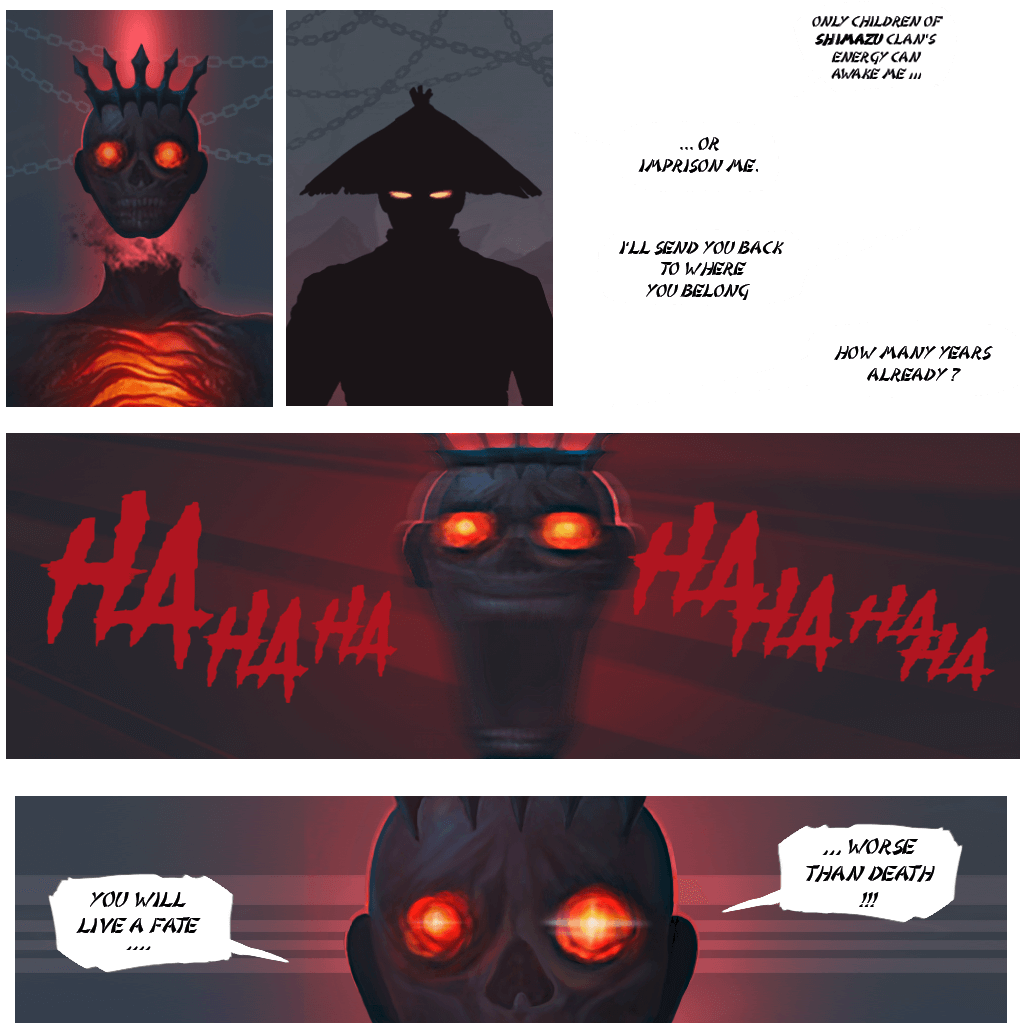 ONLY CHILDREN OF
SHIMAZU CLAN'S
ENERGY CAN
AWAKE ME ...
... OR
IMPRISON ME.
I'LL SEND YOU BACK
TO WHERE
YOU BELONG
HOW MANY YEARS
ALREADY ?
HA
HA
HA
HA
HA
HA
HA
YOU WILL
LIVE A FATE
....
... WORSE
THAN DEATH
!!!